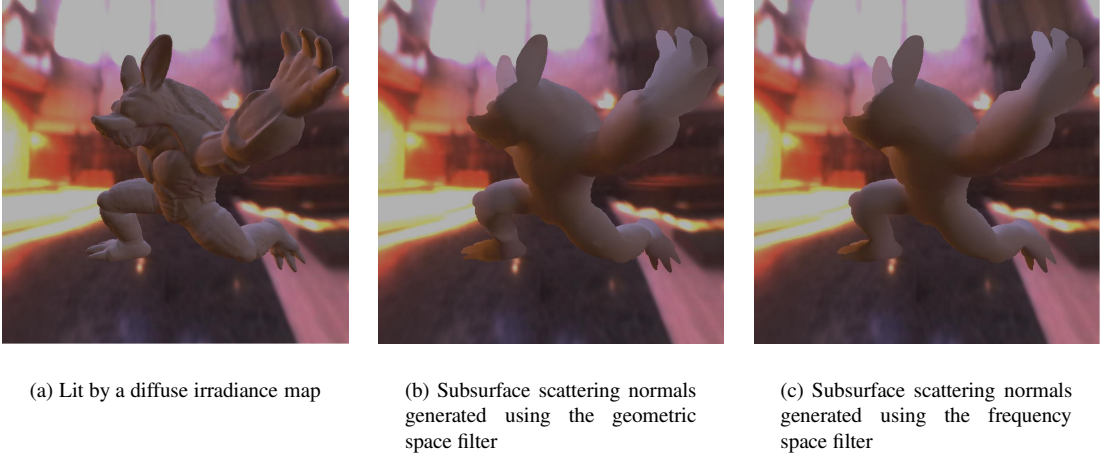 (a) Lit by a diffuse irradiance map
(b) Subsurface scattering normals
generated using the geometric
space filter
(c) Subsurface scattering normals
generated using the frequency
space filter